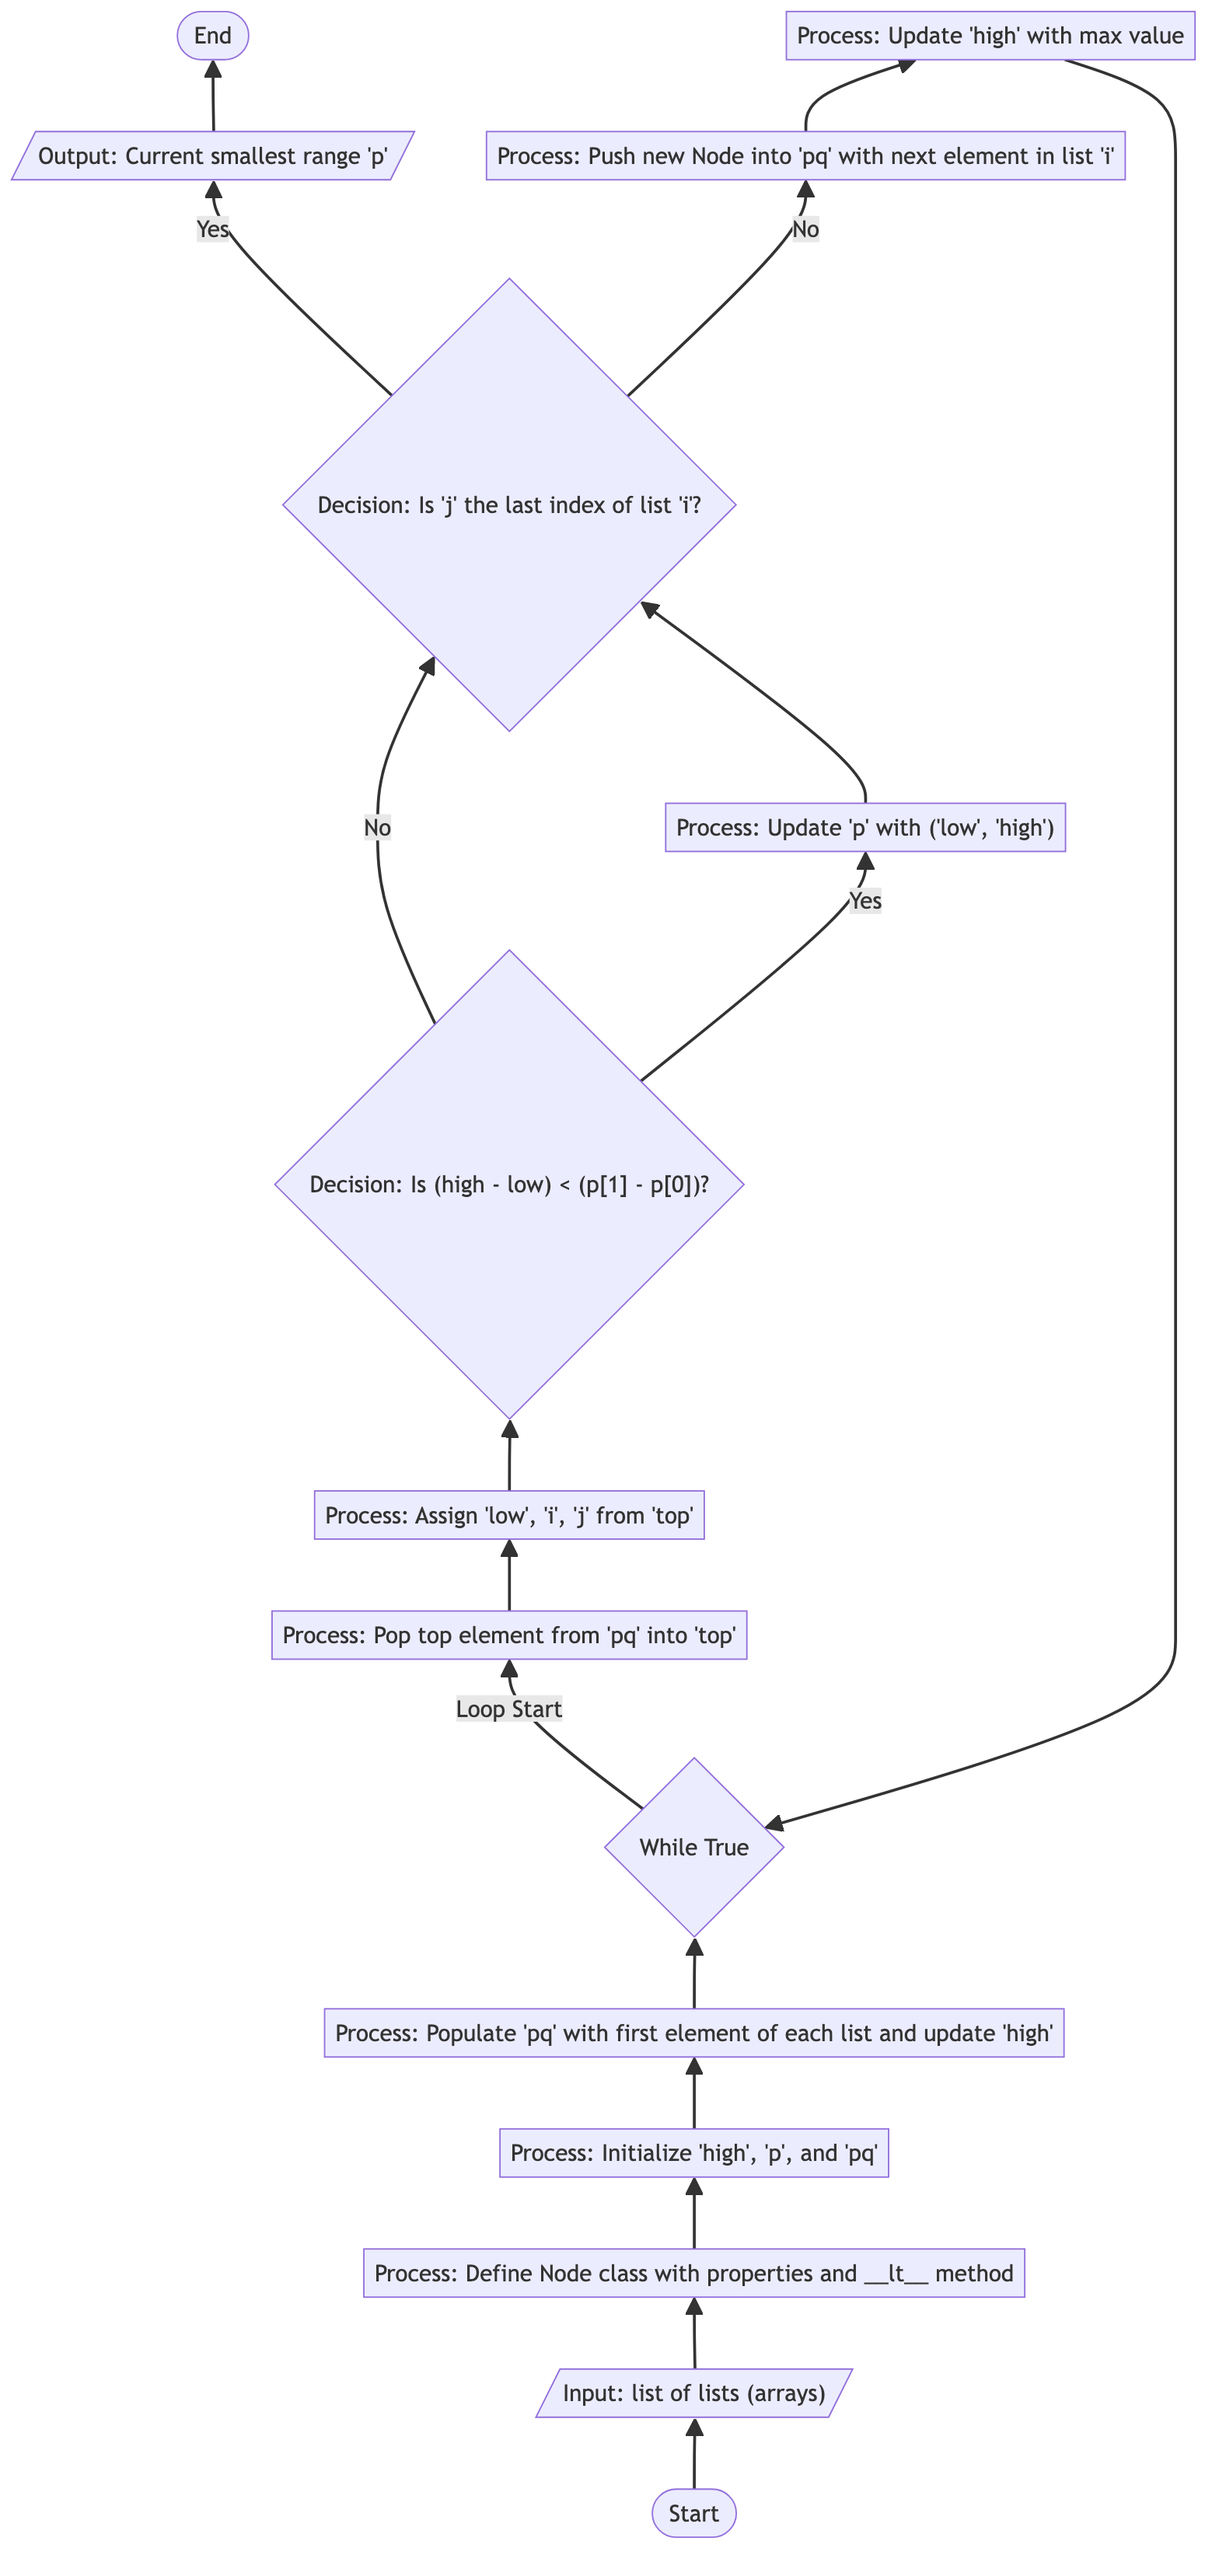 End
Process: Update 'high' with max value
Output: Current smallest range 'p'
Process: Push new Node into 'pq' with next element in list 'i'
Yes
No
Decision: Is 'j' the last index of list 'i'?
No
Process: Update 'p' with ('low', 'high')
Yes
Decision: Is (high - low) < (p[1] - p[0])?
Process: Assign 'low', 'i', 'j' from 'top'
Process: Pop top element from 'pq' into 'top'
Loop Start
While True
Process: Populate 'pq' with first element of each list and update 'high'
Process: Initialize 'high', 'p', and 'pq'
Process: Define Node class with properties and __lt__ method
Input: list of lists (arrays)
Start